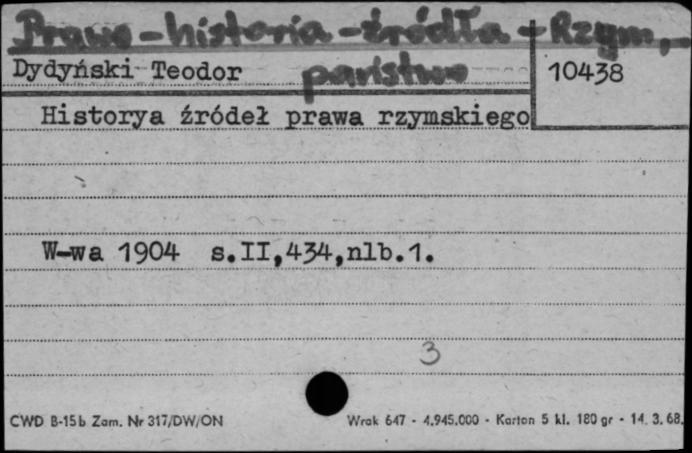 Prawo - historia - źródła - Rzym,
państwo
Dydyński Teodor
10438
Historya źródeł prawa rzymskiego
W-wa 1904 s.II,434,nlb.1.
3
CWD B-15b Zam. Nr 317/DW/ON
Wrak 647 - 4.945.000 - Karton 5 kl. 180 gr - 14. 3. 68.